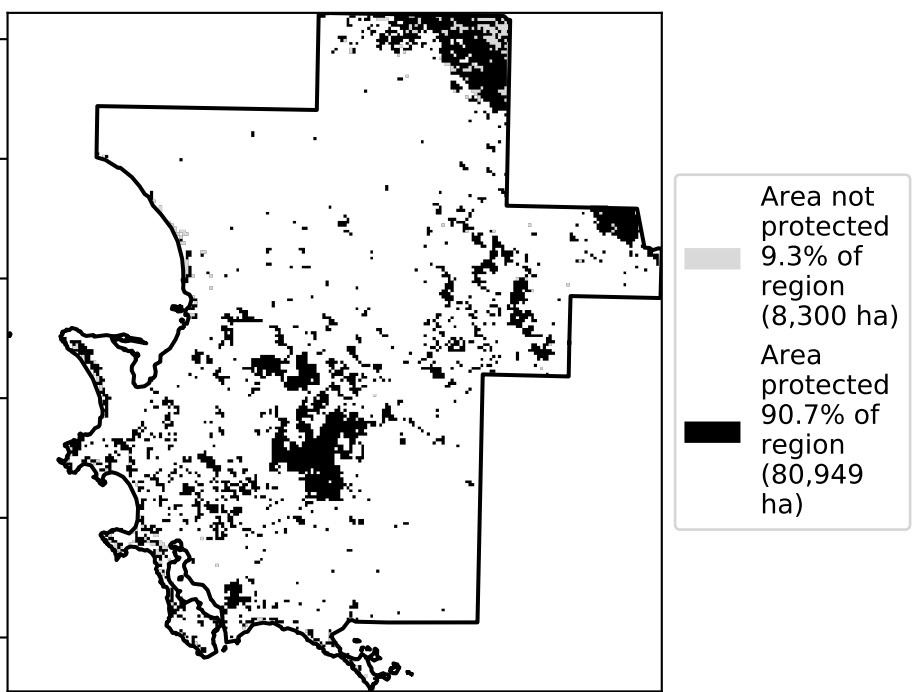 Area not
protected
9.3% of
region
(8,300 ha)
Area
protected
90.7% of
region
(80,949
ha)